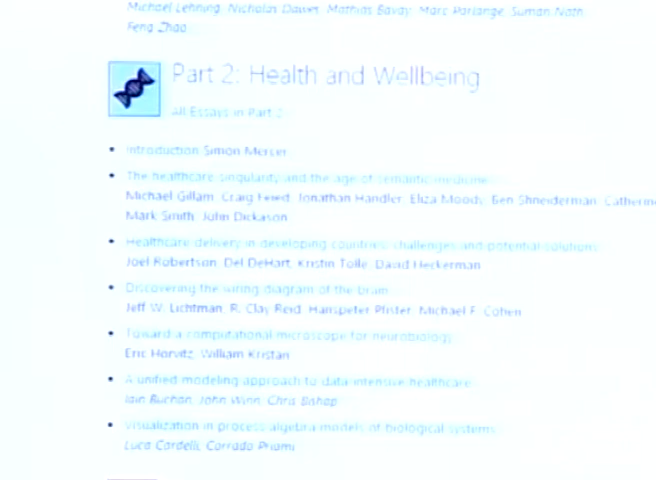 Michael Lehning, Nicholas Dawes, Mathias Bavay, Marc Parlange, Suman Nath,
Feng Zhao
Part 2: Health and Wellbeing
All Essays in Part 2
Introduction Simon Mercer
The healthcare singularity and the age of semantic medicine
Michael Gillam, Craig Feied, Jonathan Handler, Eliza Moody, Ben Shneiderman, Catherine
Mark Smith, John Dickason
Healthcare delivery in developing countries: challenges and potential solutions
Joel Robertson, Del DeHart, Kristin Tolle, David Heckerman
Discovering the wiring diagram of the brain
Jeff W. Lichtman, R. Clay Reid, Hanspeter Pfister, Michael F. Cohen
Toward a computational microscope for neurobiology
Eric Horvitz, William Kristan
A unified modeling approach to data-intensive healthcare
Iain Buchan, John Winn, Chris Bishop
Visualization in process algebra models of biological systems
Luca Cardelli, Corrado Priami